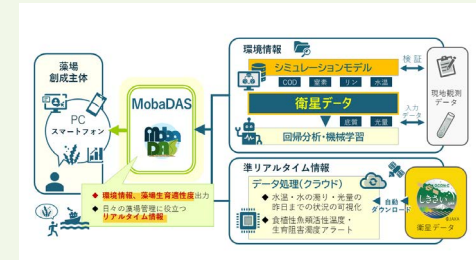 藻場
創成主体
PC
スマートフォン
MobaDAS
Moba
DAS
◆ 環境情報、藻場生育適性度出力
◆ 日々の藻場管理に役立つ
リアルタイム情報
環境情報
シミュレーションモデル
COD 窒素 リン 水温
衛星データ
底質 光量
回帰分析・機械学習
検証
入力
データ
現地観測
データ
準リアルタイム情報
データ処理(クラウド)
◆ 水温・水の濁り・光量の
昨日までの状況の可視化
◆ 食植性魚類活性温度・
生育阻害濁度アラート
自動
ダウンロード
しきさい
©JAXA
衛星データ